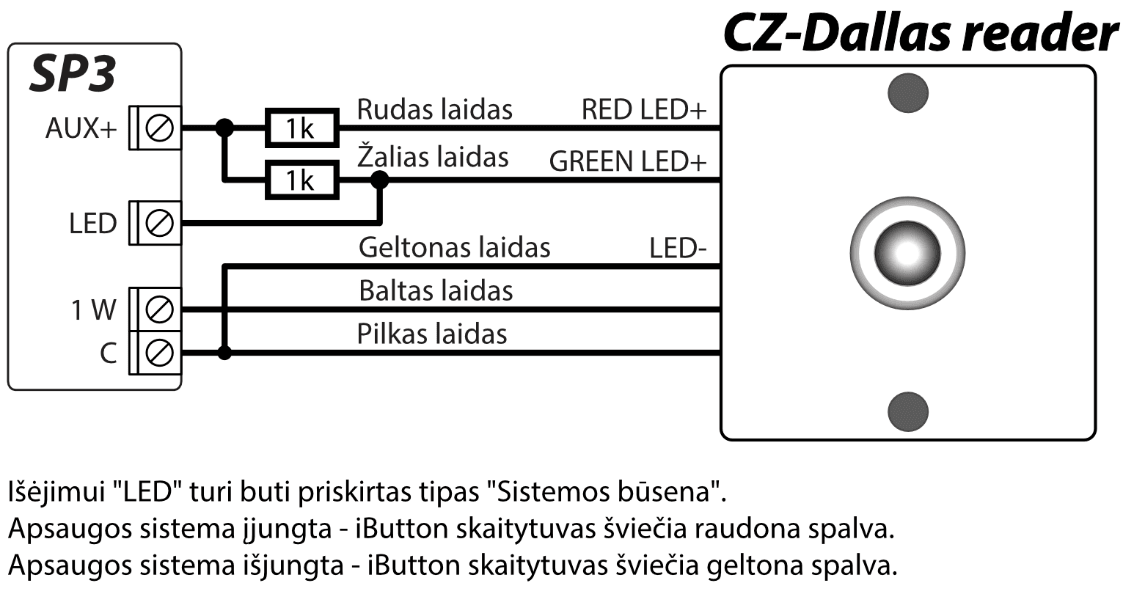 CZ-Dallas reader
SP3
AUX+
1k
Rudas laidas
RED LED+
1k
Žalias laidas
GREEN LED+
LED
Geltonas laidas
LED-
1 W
Baltas laidas
C
Pilkas laidas
Išėjimui "LED" turi buti priskirtas tipas "Sistemos būsena".
Apsaugos sistema įjungta - iButton skaitytuvas šviečia raudona spalva.
Apsaugos sistema išjungta - iButton skaitytuvas šviečia geltona spalva.